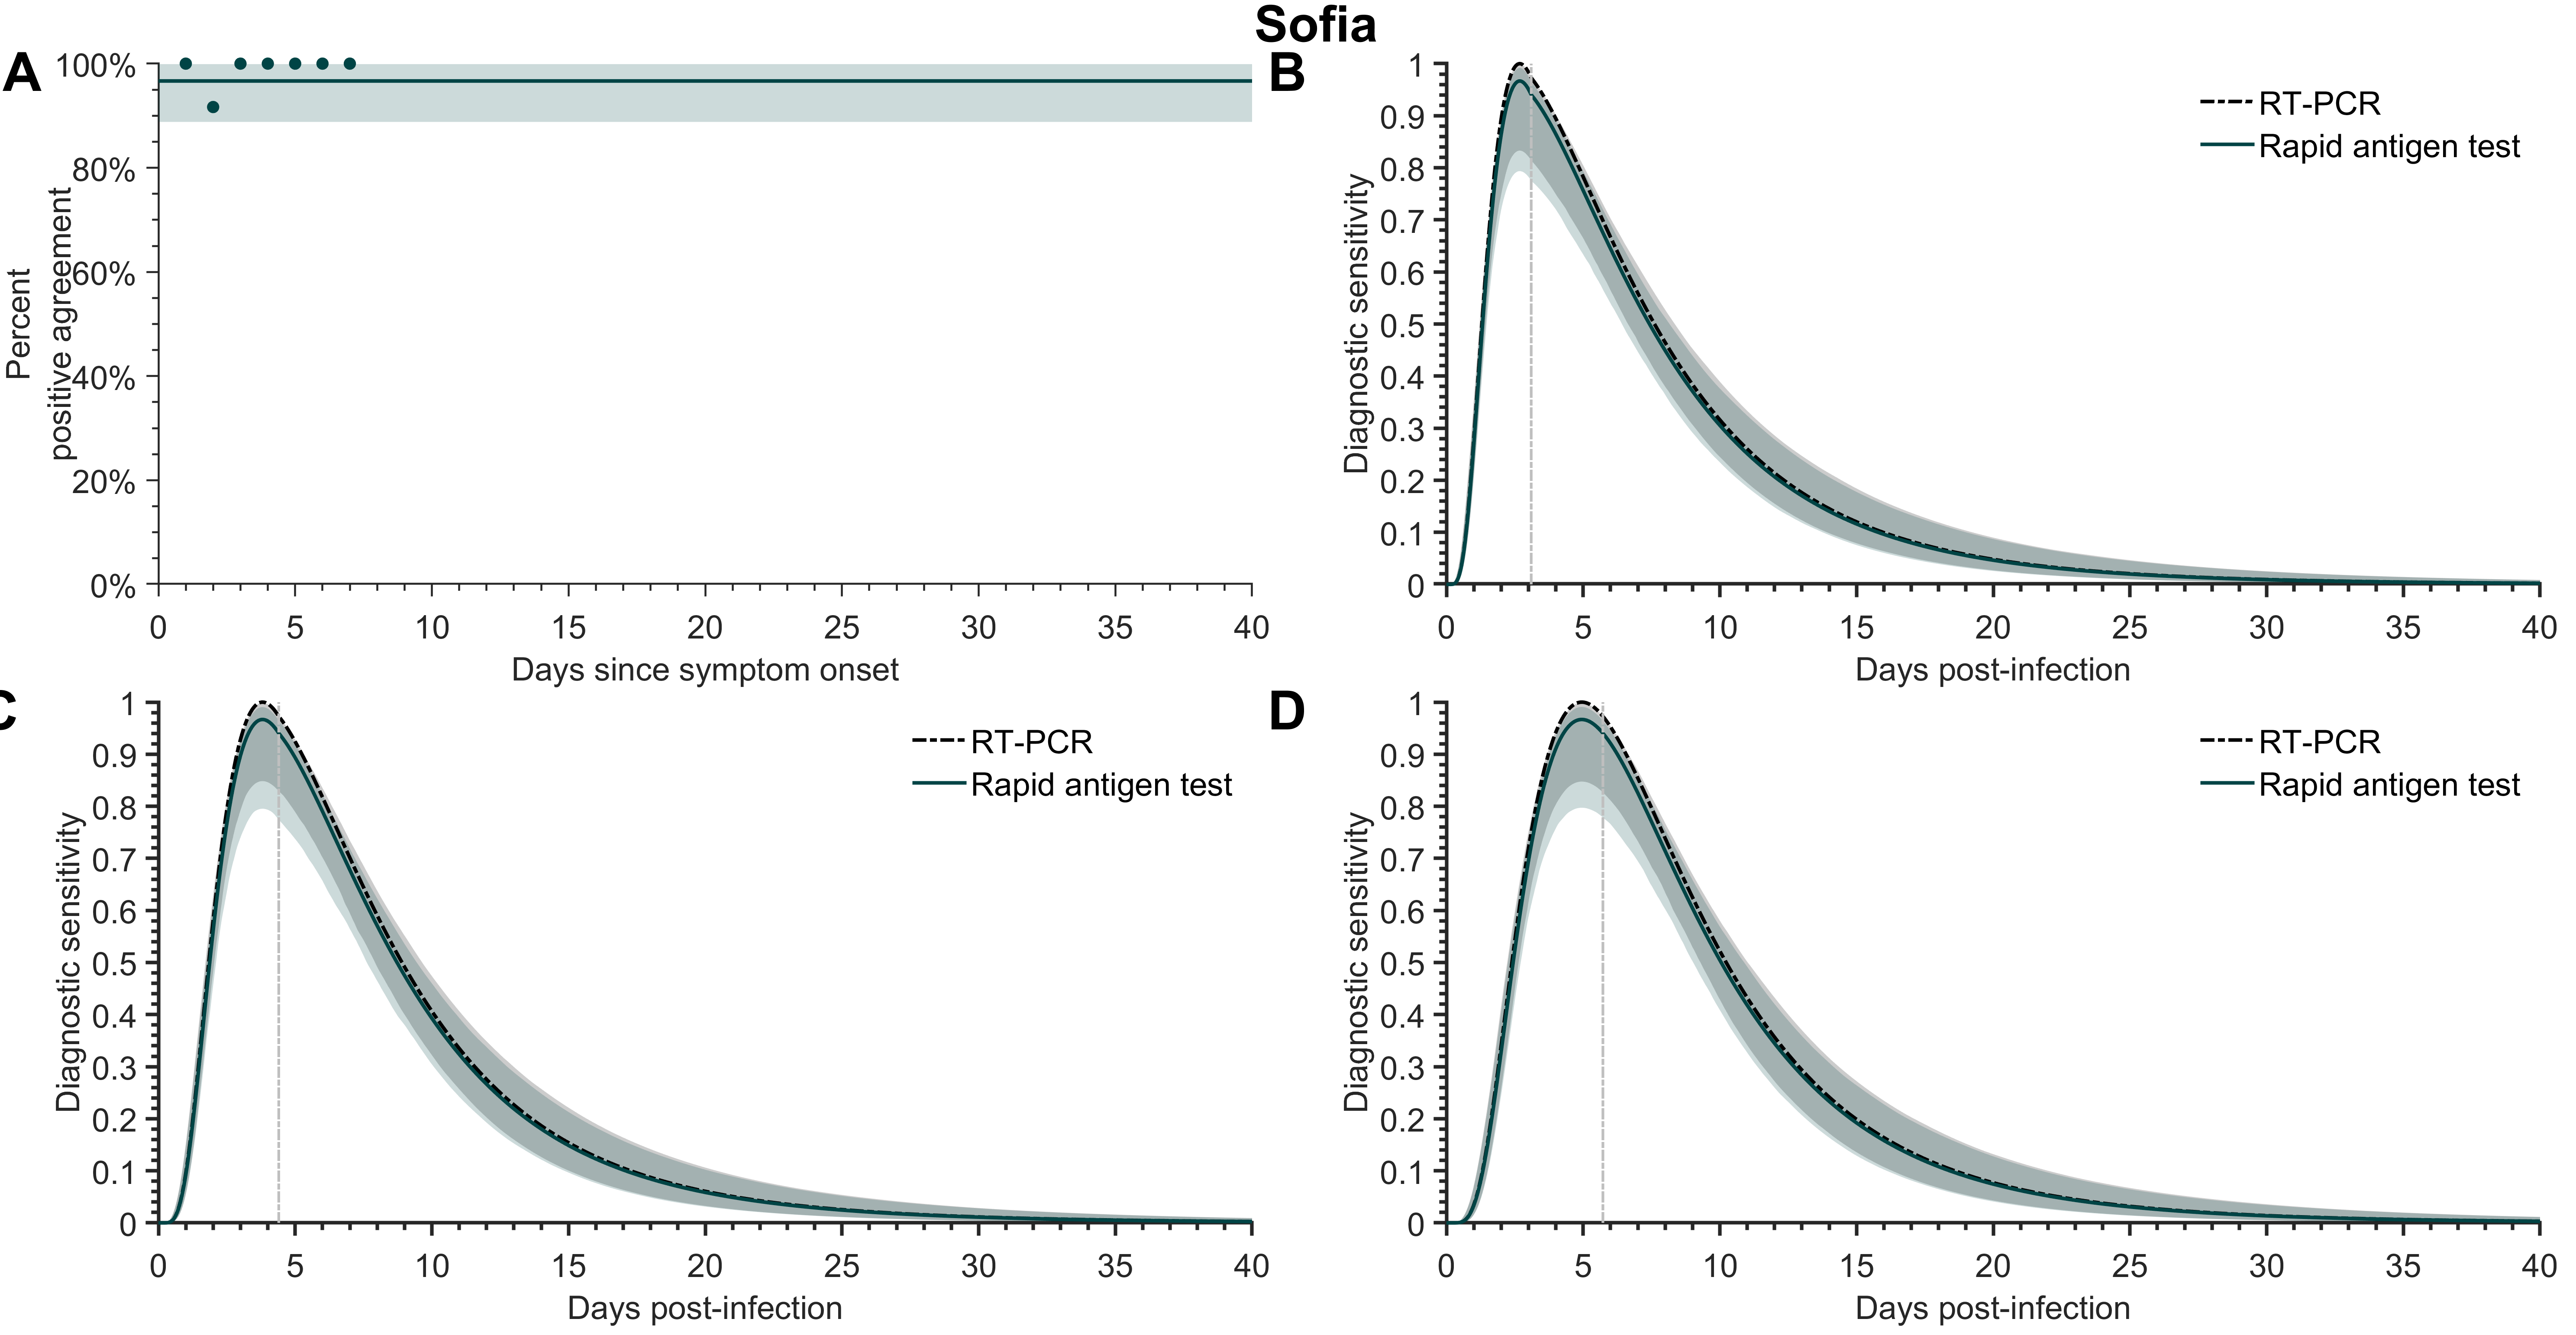 Sofia
A
100%
80%
60%
40%
20%
0%
Percent
positive agreement
0 5 10 15 20 25 30 35 40
Days since symptom onset
B
1
0.9
0.8
0.7
0.6
0.5
0.4
0.3
0.2
0.1
0
Diagnostic sensitivity
RT-PCR
Rapid antigen test
0 5 10 15 20 25 30 35 40
Days post-infection
C
1
0.9
0.8
0.7
0.6
0.5
0.4
0.3
0.2
0.1
0
Diagnostic sensitivity
RT-PCR
Rapid antigen test
0 5 10 15 20 25 30 35 40
Days post-infection
D
1
0.9
0.8
0.7
0.6
0.5
0.4
0.3
0.2
0.1
0
Diagnostic sensitivity
RT-PCR
Rapid antigen test
0 5 10 15 20 25 30 35 40
Days post-infection